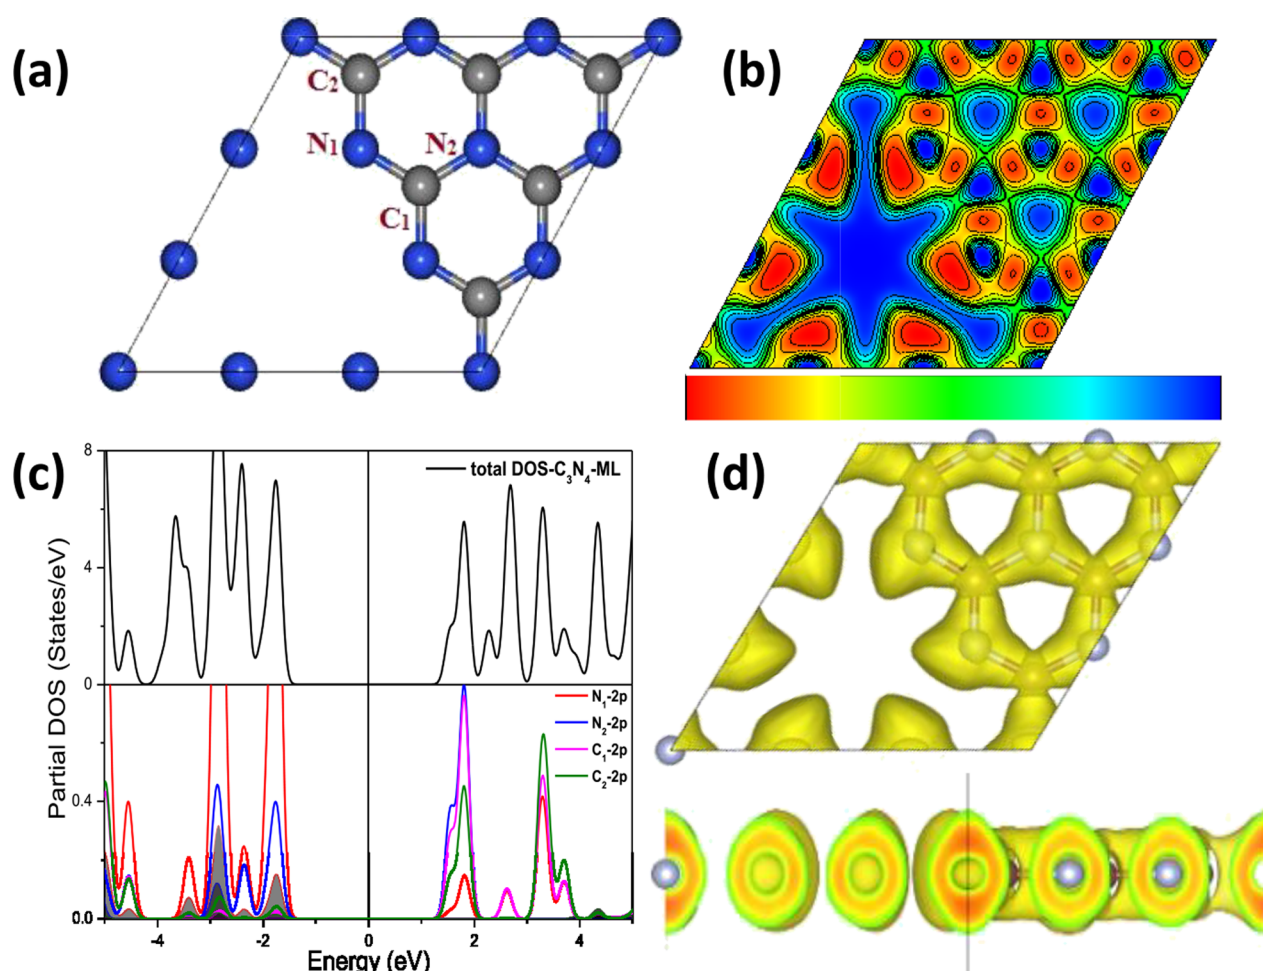 (a)
C₂
N₁
N₂
C₁
(b)
(c)
Partial DOS (States/eV)
8
4
0
0.4
0.0
total DOS-C₃N₄-ML
N₁-2p
N₂-2p
C₁-2p
C₂-2p
-4
-2
0
2
4
Energy (eV)
(d)